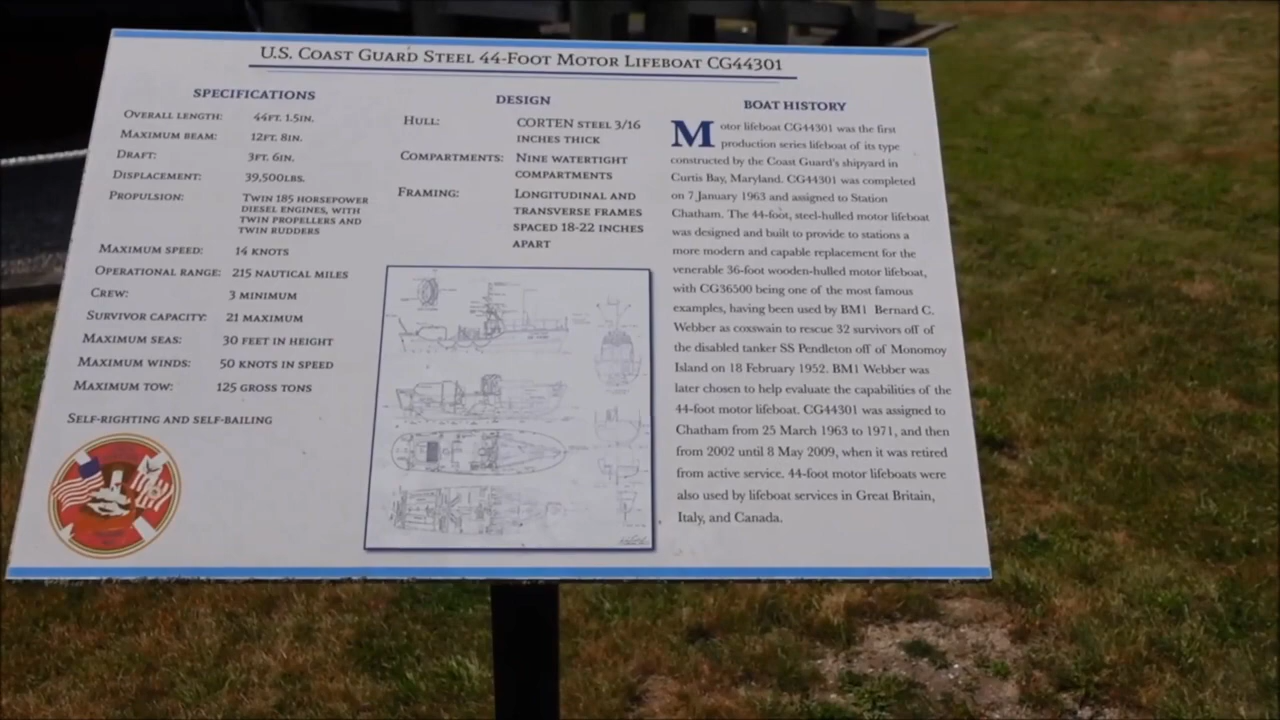 U.S. Coast Guard Steel 44-Foot Motor Lifeboat CG44301
SPECIFICATIONS
Overall length: 44ft. 1.5in.
Maximum beam: 12ft. 8in.
Draft: 3ft. 6in.
Displacement: 39,500lbs.
Propulsion: Twin 185 horsepower
diesel engines, with
twin propellers and
twin rudders
Maximum speed: 14 knots
Operational range: 215 nautical miles
Crew: 3 minimum
Survivor capacity: 21 maximum
Maximum seas: 30 feet in height
Maximum winds: 50 knots in speed
Maximum tow: 125 gross tons
Self-righting and self-bailing
DESIGN
Hull: CORTEN steel 3/16
inches thick
Compartments: Nine watertight
compartments
Framing: Longitudinal and
transverse frames
spaced 18-22 inches
apart
BOAT HISTORY
Motor lifeboat CG44301 was the first
production series lifeboat of its type
constructed by the Coast Guard's shipyard in
Curtis Bay, Maryland. CG44301 was completed
on 7 January 1963 and assigned to Station
Chatham. The 44-foot, steel-hulled motor lifeboat
was designed and built to provide to stations a
more modern and capable replacement for the
venerable 36-foot wooden-hulled motor lifeboat,
with CG36500 being one of the most famous
examples, having been used by BM1 Bernard C.
Webber as coxswain to rescue 32 survivors off of
the disabled tanker SS Pendleton off of Monomoy
Island on 18 February 1952. BM1 Webber was
later chosen to help evaluate the capabilities of the
44-foot motor lifeboat. CG44301 was assigned to
Chatham from 25 March 1963 to 1971, and then
from 2002 until 8 May 2009, when it was retired
from active service. 44-foot motor lifeboats were
also used by lifeboat services in Great Britain,
Italy, and Canada.